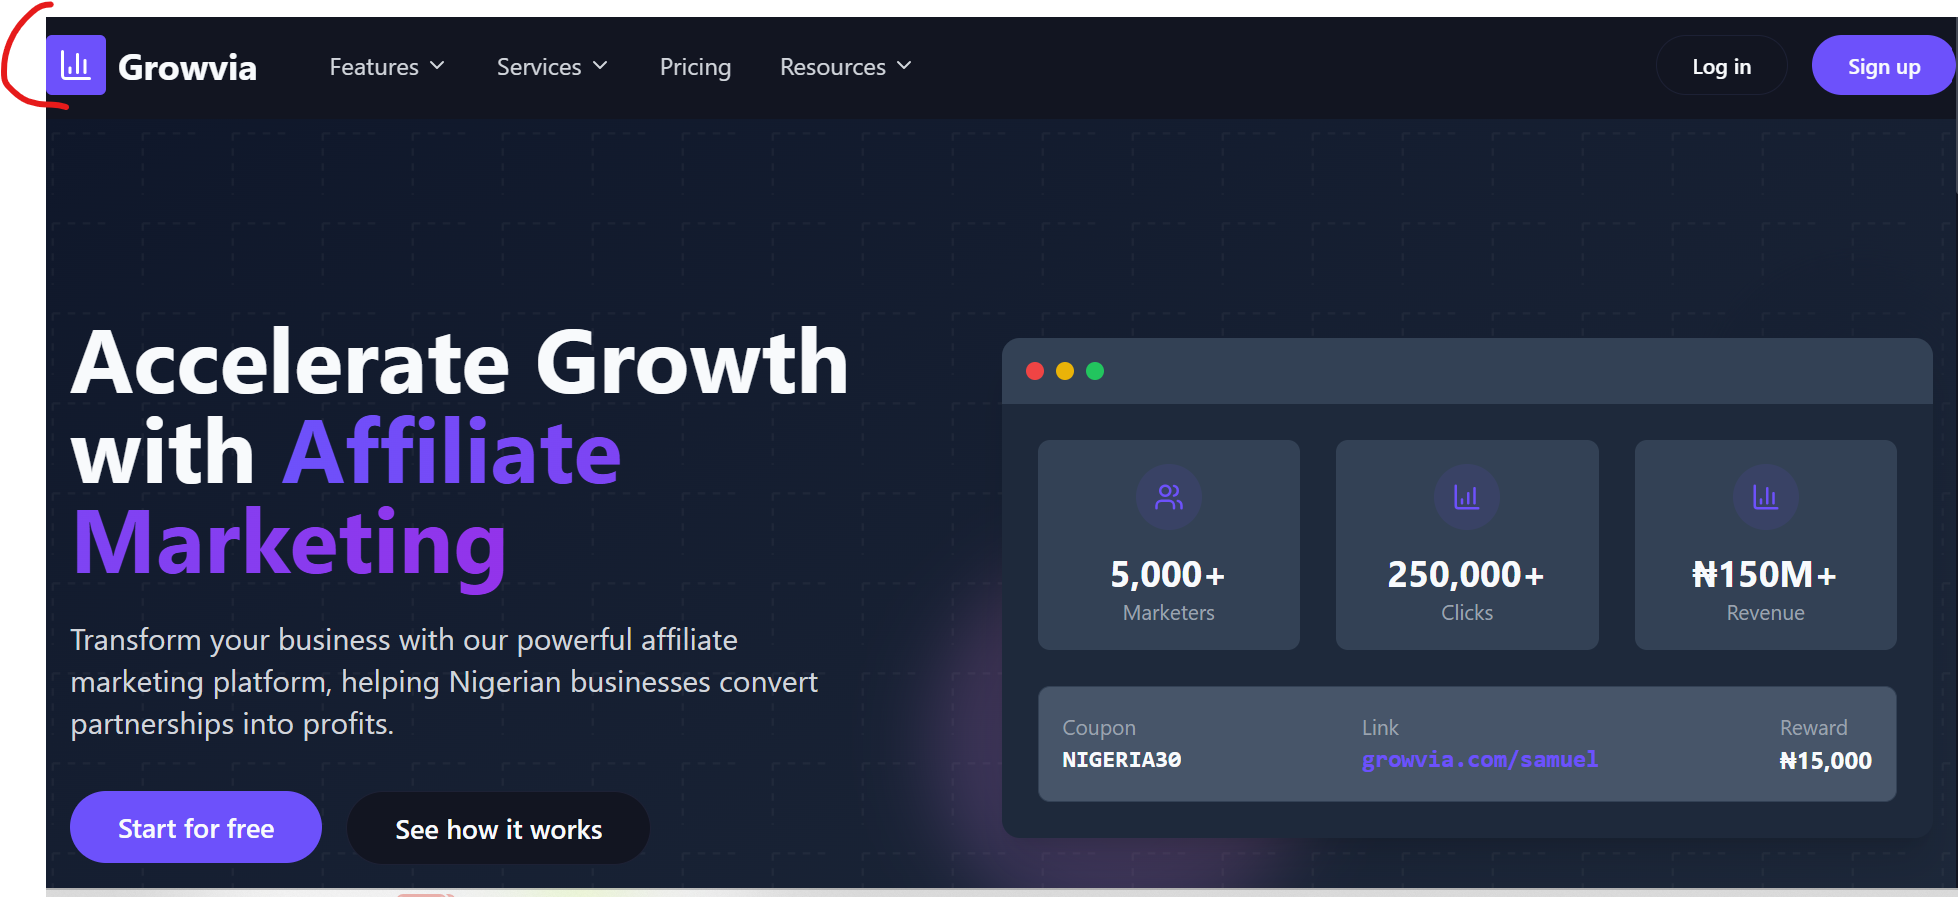 Growvia
Features
Services
Pricing
Resources
Log in
Sign up
Accelerate Growth
with Affiliate
Marketing
Transform your business with our powerful affiliate
marketing platform, helping Nigerian businesses convert
partnerships into profits.
Start for free
See how it works
5,000+
Marketers
250,000+
Clicks
₦150M+
Revenue
Coupon
NIGERIA30
Link
growvia.com/samuel
Reward
₦15,000